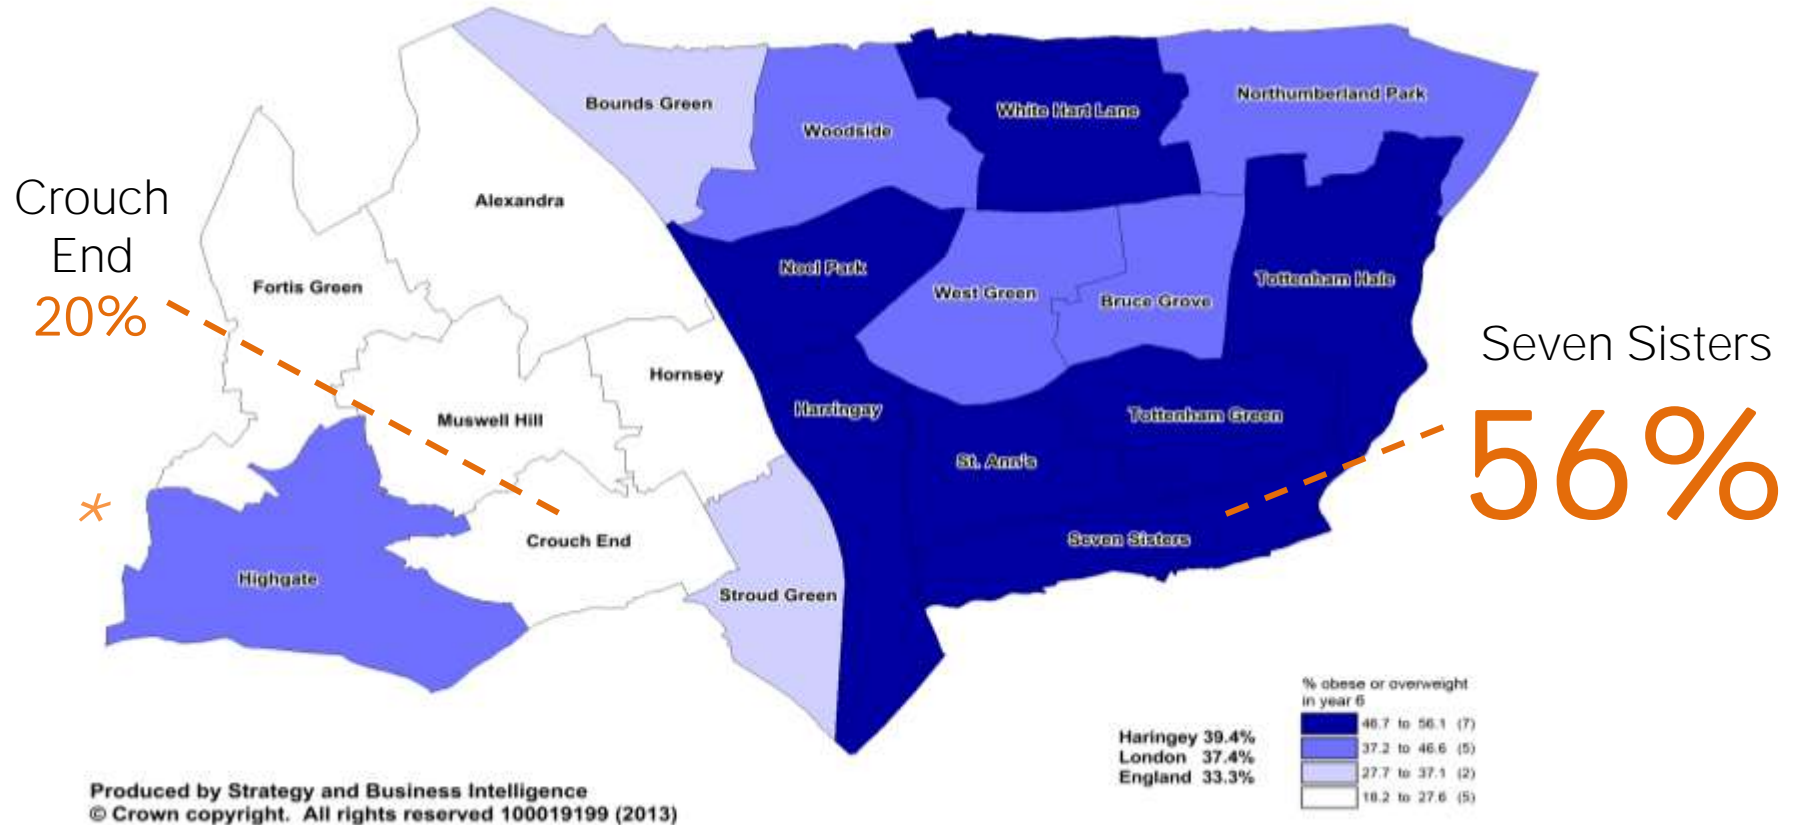 Bounds Green
Woodside
White Hart Lane
Northumberland Park
Crouch
End
20%
Alexandra
Fortis Green
Noel Park
West Green
Bruce Grove
Tottenham Hale
Seven Sisters
56%
Hornsey
Muswell Hill
Harringay
Tottenham Green
St. Ann's
*
Crouch End
Seven Sisters
Highgate
Stroud Green
% obese or overweight
in year 6
46.7 to 56.1 (7)
37.2 to 46.6 (5)
27.7 to 37.1 (2)
18.2 to 27.6 (5)
Haringey 39.4%
London 37.4%
England 33.3%
Produced by Strategy and Business Intelligence
© Crown copyright. All rights reserved 100019199 (2013)